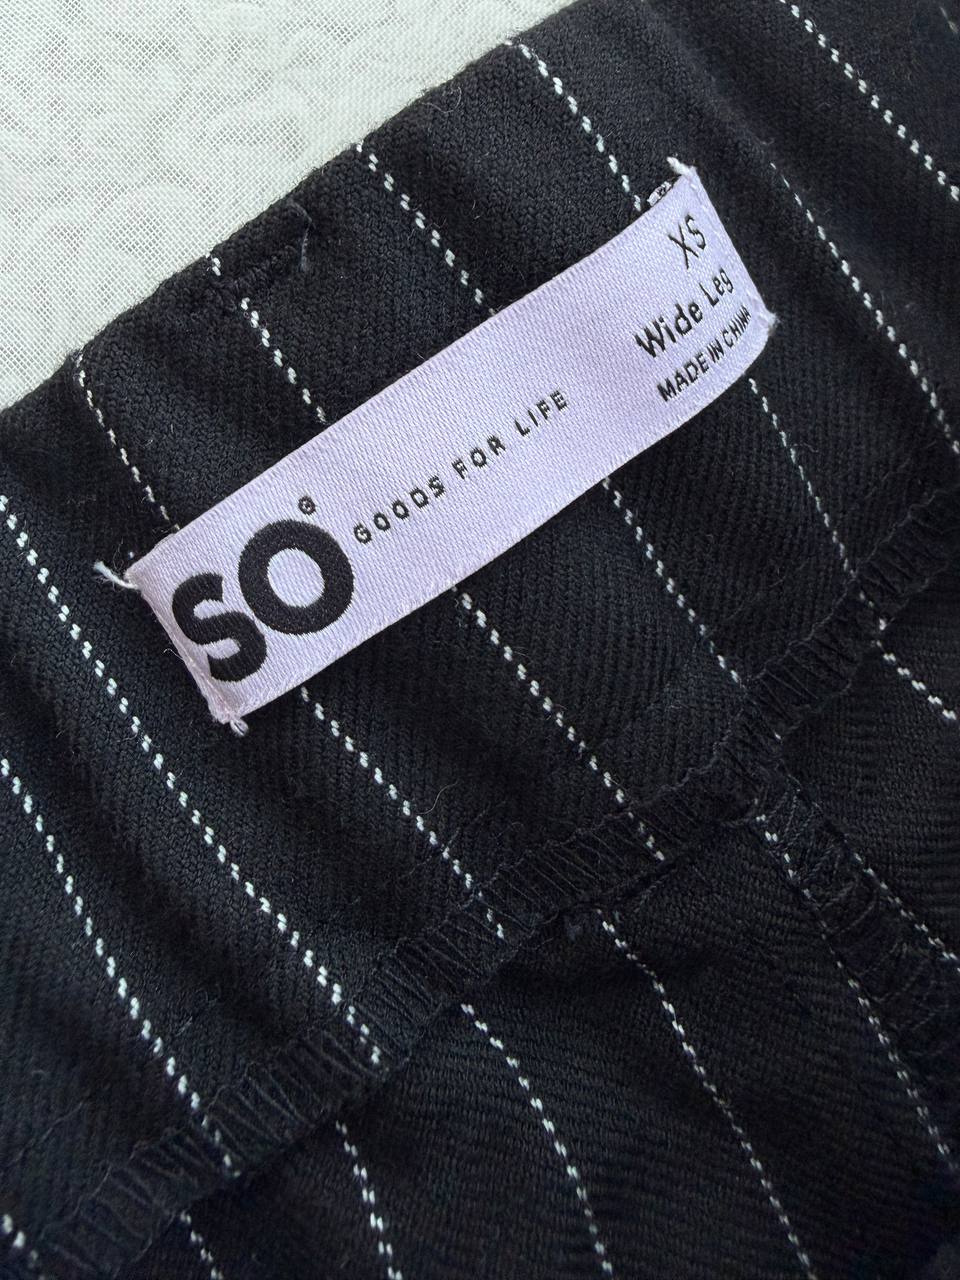 SO®
GOODS FOR LIFE
XS
Wide Leg
MADE IN CHINA